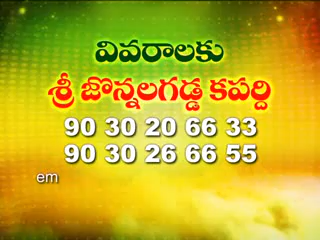 వివరాలకు
శ్రీ జొన్నలగడ్డ కపర్ది
90 30 20 66 33
90 30 26 66 55
em